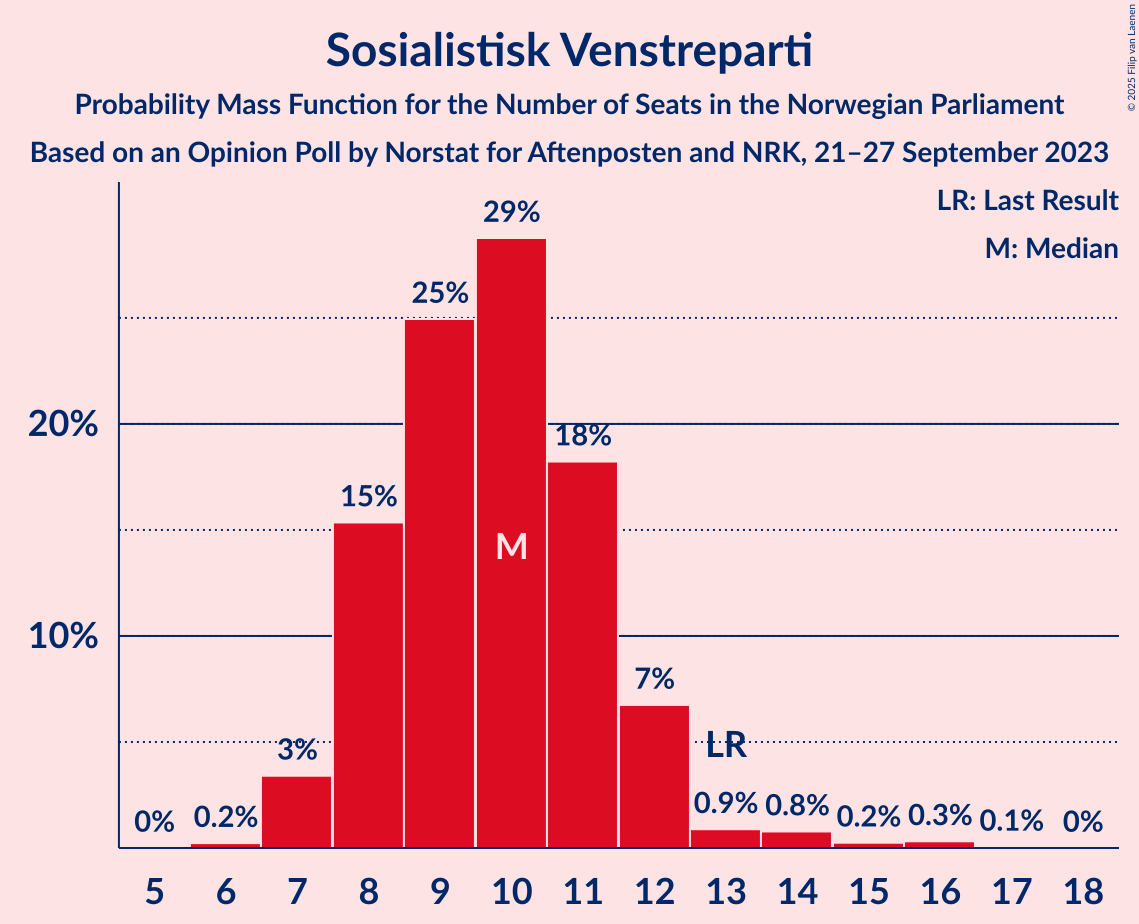 Sosialistisk Venstreparti
Probability Mass Function for the Number of Seats in the Norwegian Parliament
Based on an Opinion Poll by Norstat for Aftenposten and NRK, 21–27 September 2023
© 2025 Filip van Laenen
LR: Last Result
M: Median
29%
25%
20%
18%
15%
M
10%
7%
3%
LR
0% 0.2% 0.9% 0.8% 0.2% 0.3% 0.1% 0%
5 6 7 8 9 10 11 12 13 14 15 16 17 18